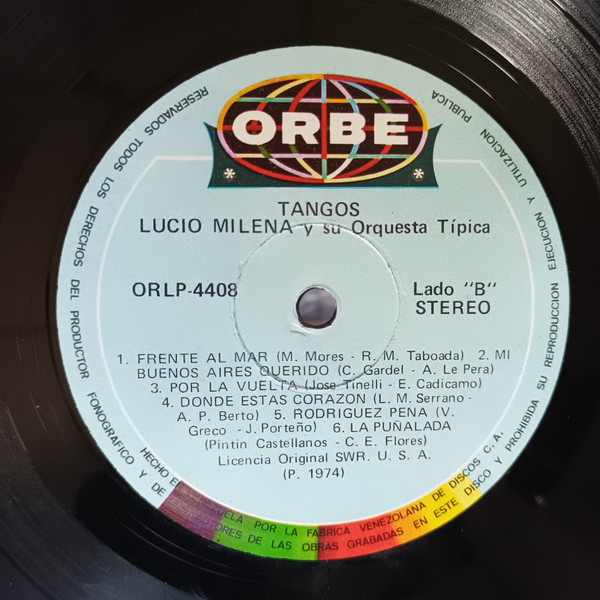 ORBE
* *
TANGOS
LUCIO MILENA y su Orquesta Típica
ORLP-4408
Lado "B"
STEREO
1. FRENTE AL MAR (M. Mores - R. M. Taboada) 2. MI
BUENOS AIRES QUERIDO (C. Gardel - A. Le Pera)
3. POR LA VUELTA (Jose Tinelli - E. Cadicamo)
4. DONDE ESTAS CORAZON (L. M. Serrano -
A. P. Berto) 5. RODRIGUEZ PENA (V.
Greco - J. Porteño) 6. LA PUÑALADA
(Pintin Castellanos - C. E. Flores)
Licencia Original SWR. U. S. A.
(P. 1974)
HECHO POR LA FABRICA VENEZOLANA DE DISCOS C. A.
RESERVADOS TODOS LOS DERECHOS DEL PRODUCTOR FONOGRAFICO Y DE DE LAS OBRAS GRABADAS EN ESTE DISCO Y PROHIBIDA SU REPRODUCCION EJECUCION Y UTILIZACION PUBLICA